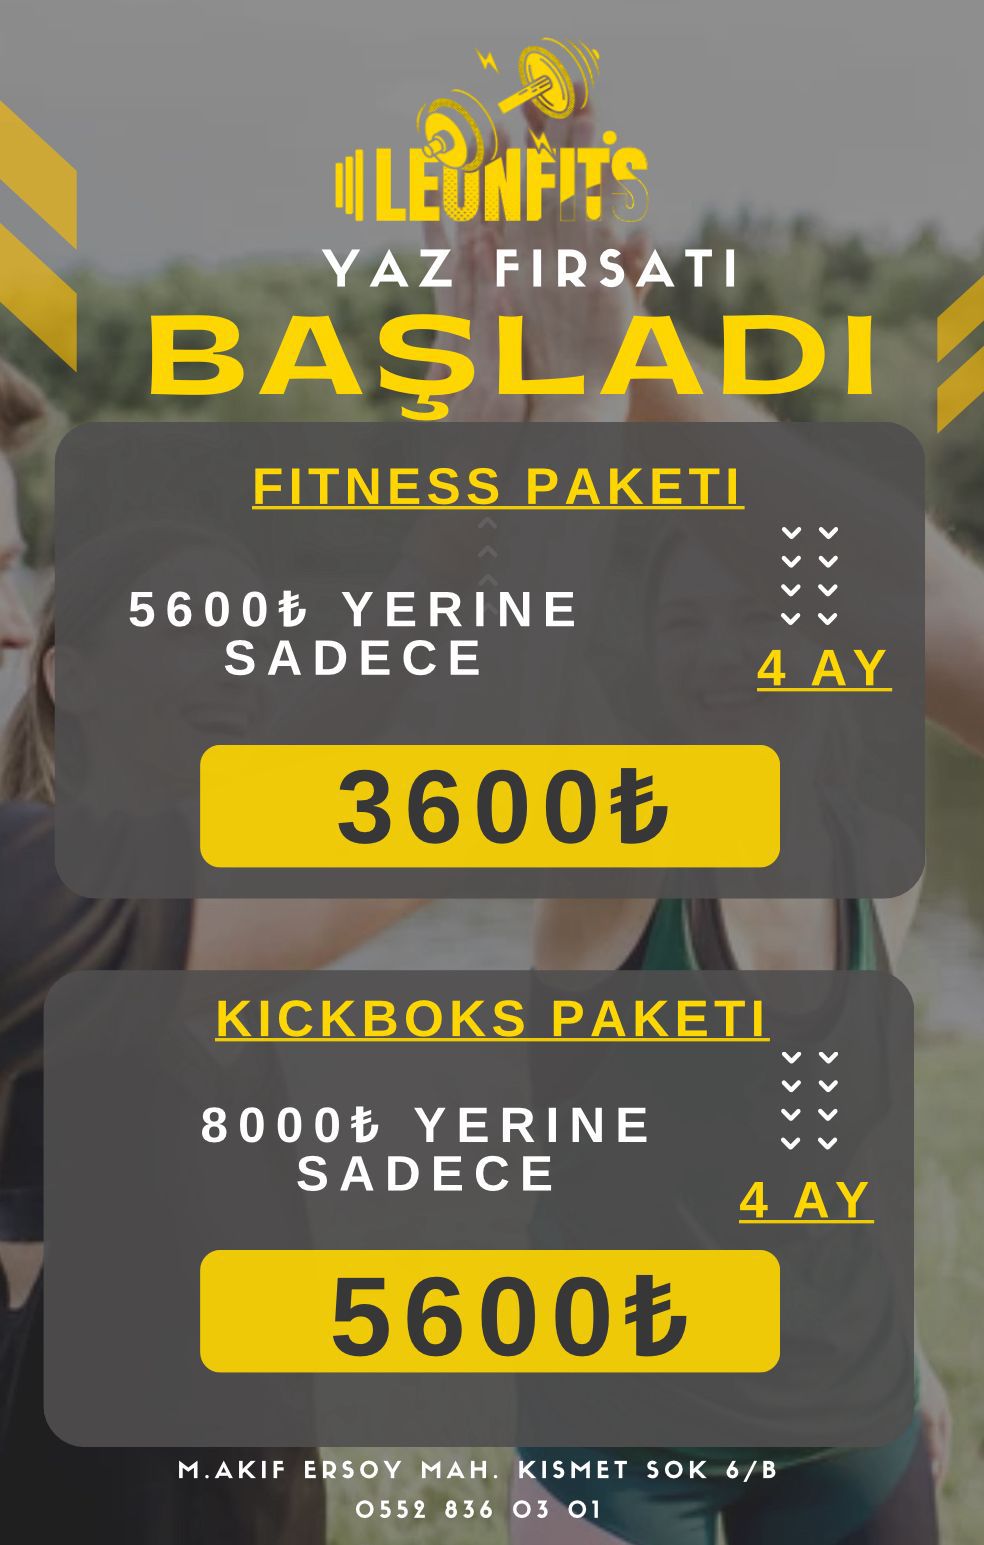 LEONFIT'S
YAZ FIRSATI
BAŞLADI
FITNESS PAKETI
5600₺ YERINE
SADECE
4 AY
3600₺
KICKBOKS PAKETI
8000₺ YERINE
SADECE
4 AY
5600₺
M.AKIF ERSOY MAH. KISMET SOK 6/B
0552 836 03 01